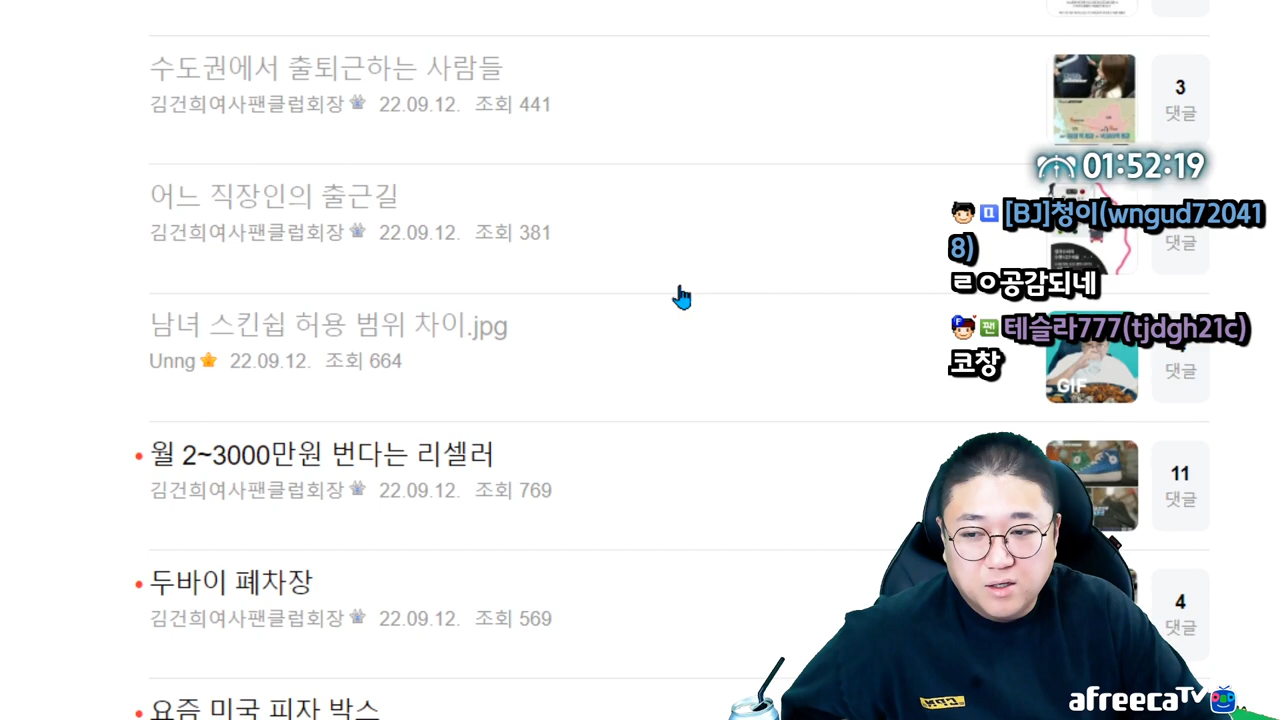 수도권에서 출퇴근하는 사람들
김건희여사팬클럽회장 22.09.12. 조회 441
3
댓글
01:52:19
어느 직장인의 출근길
김건희여사팬클럽회장 22.09.12. 조회 381
댓글
[BJ]청이(wngud72041
8)
ㄹㅇ공감되네
남녀 스킨쉽 허용 범위 차이.jpg
Unng 22.09.12. 조회 664
댓글
테슬라777(tjdgh21c)
코창
GIF
월 2~3000만원 번다는 리셀러
김건희여사팬클럽회장 22.09.12. 조회 769
11
댓글
두바이 폐차장
김건희여사팬클럽회장 22.09.12. 조회 569
4
댓글
요즘 미국 피자 박스
afreecaTV